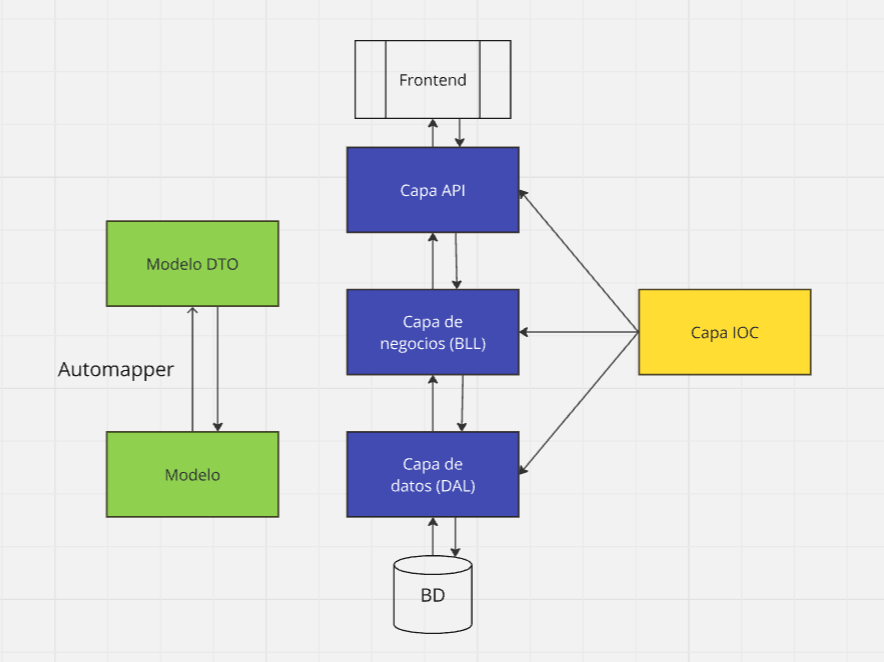 Frontend
Capa API
Modelo DTO
Capa de
negocios (BLL)
Capa IOC
Automapper
Modelo
Capa de
datos (DAL)
BD